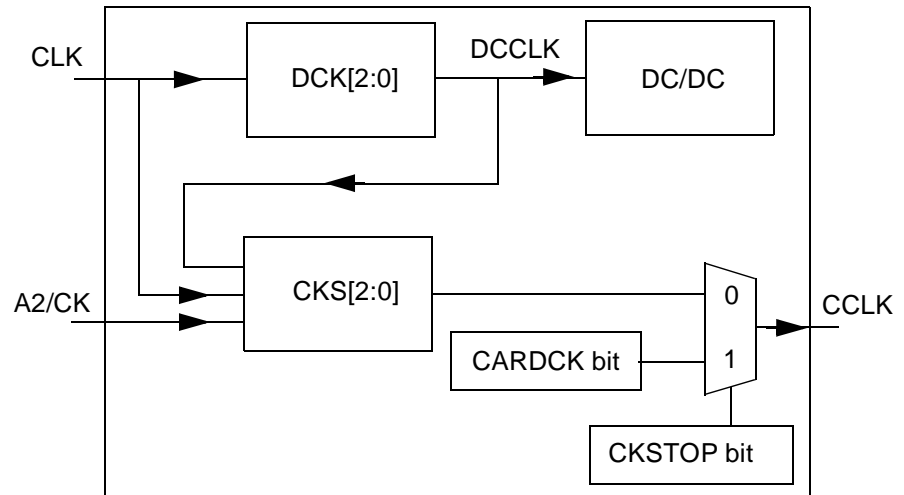 CLK
DCK[2:0]
DCCLK
DC/DC
A2/CK
CKS[2:0]
0
1
CCLK
CARDCK bit
CKSTOP bit